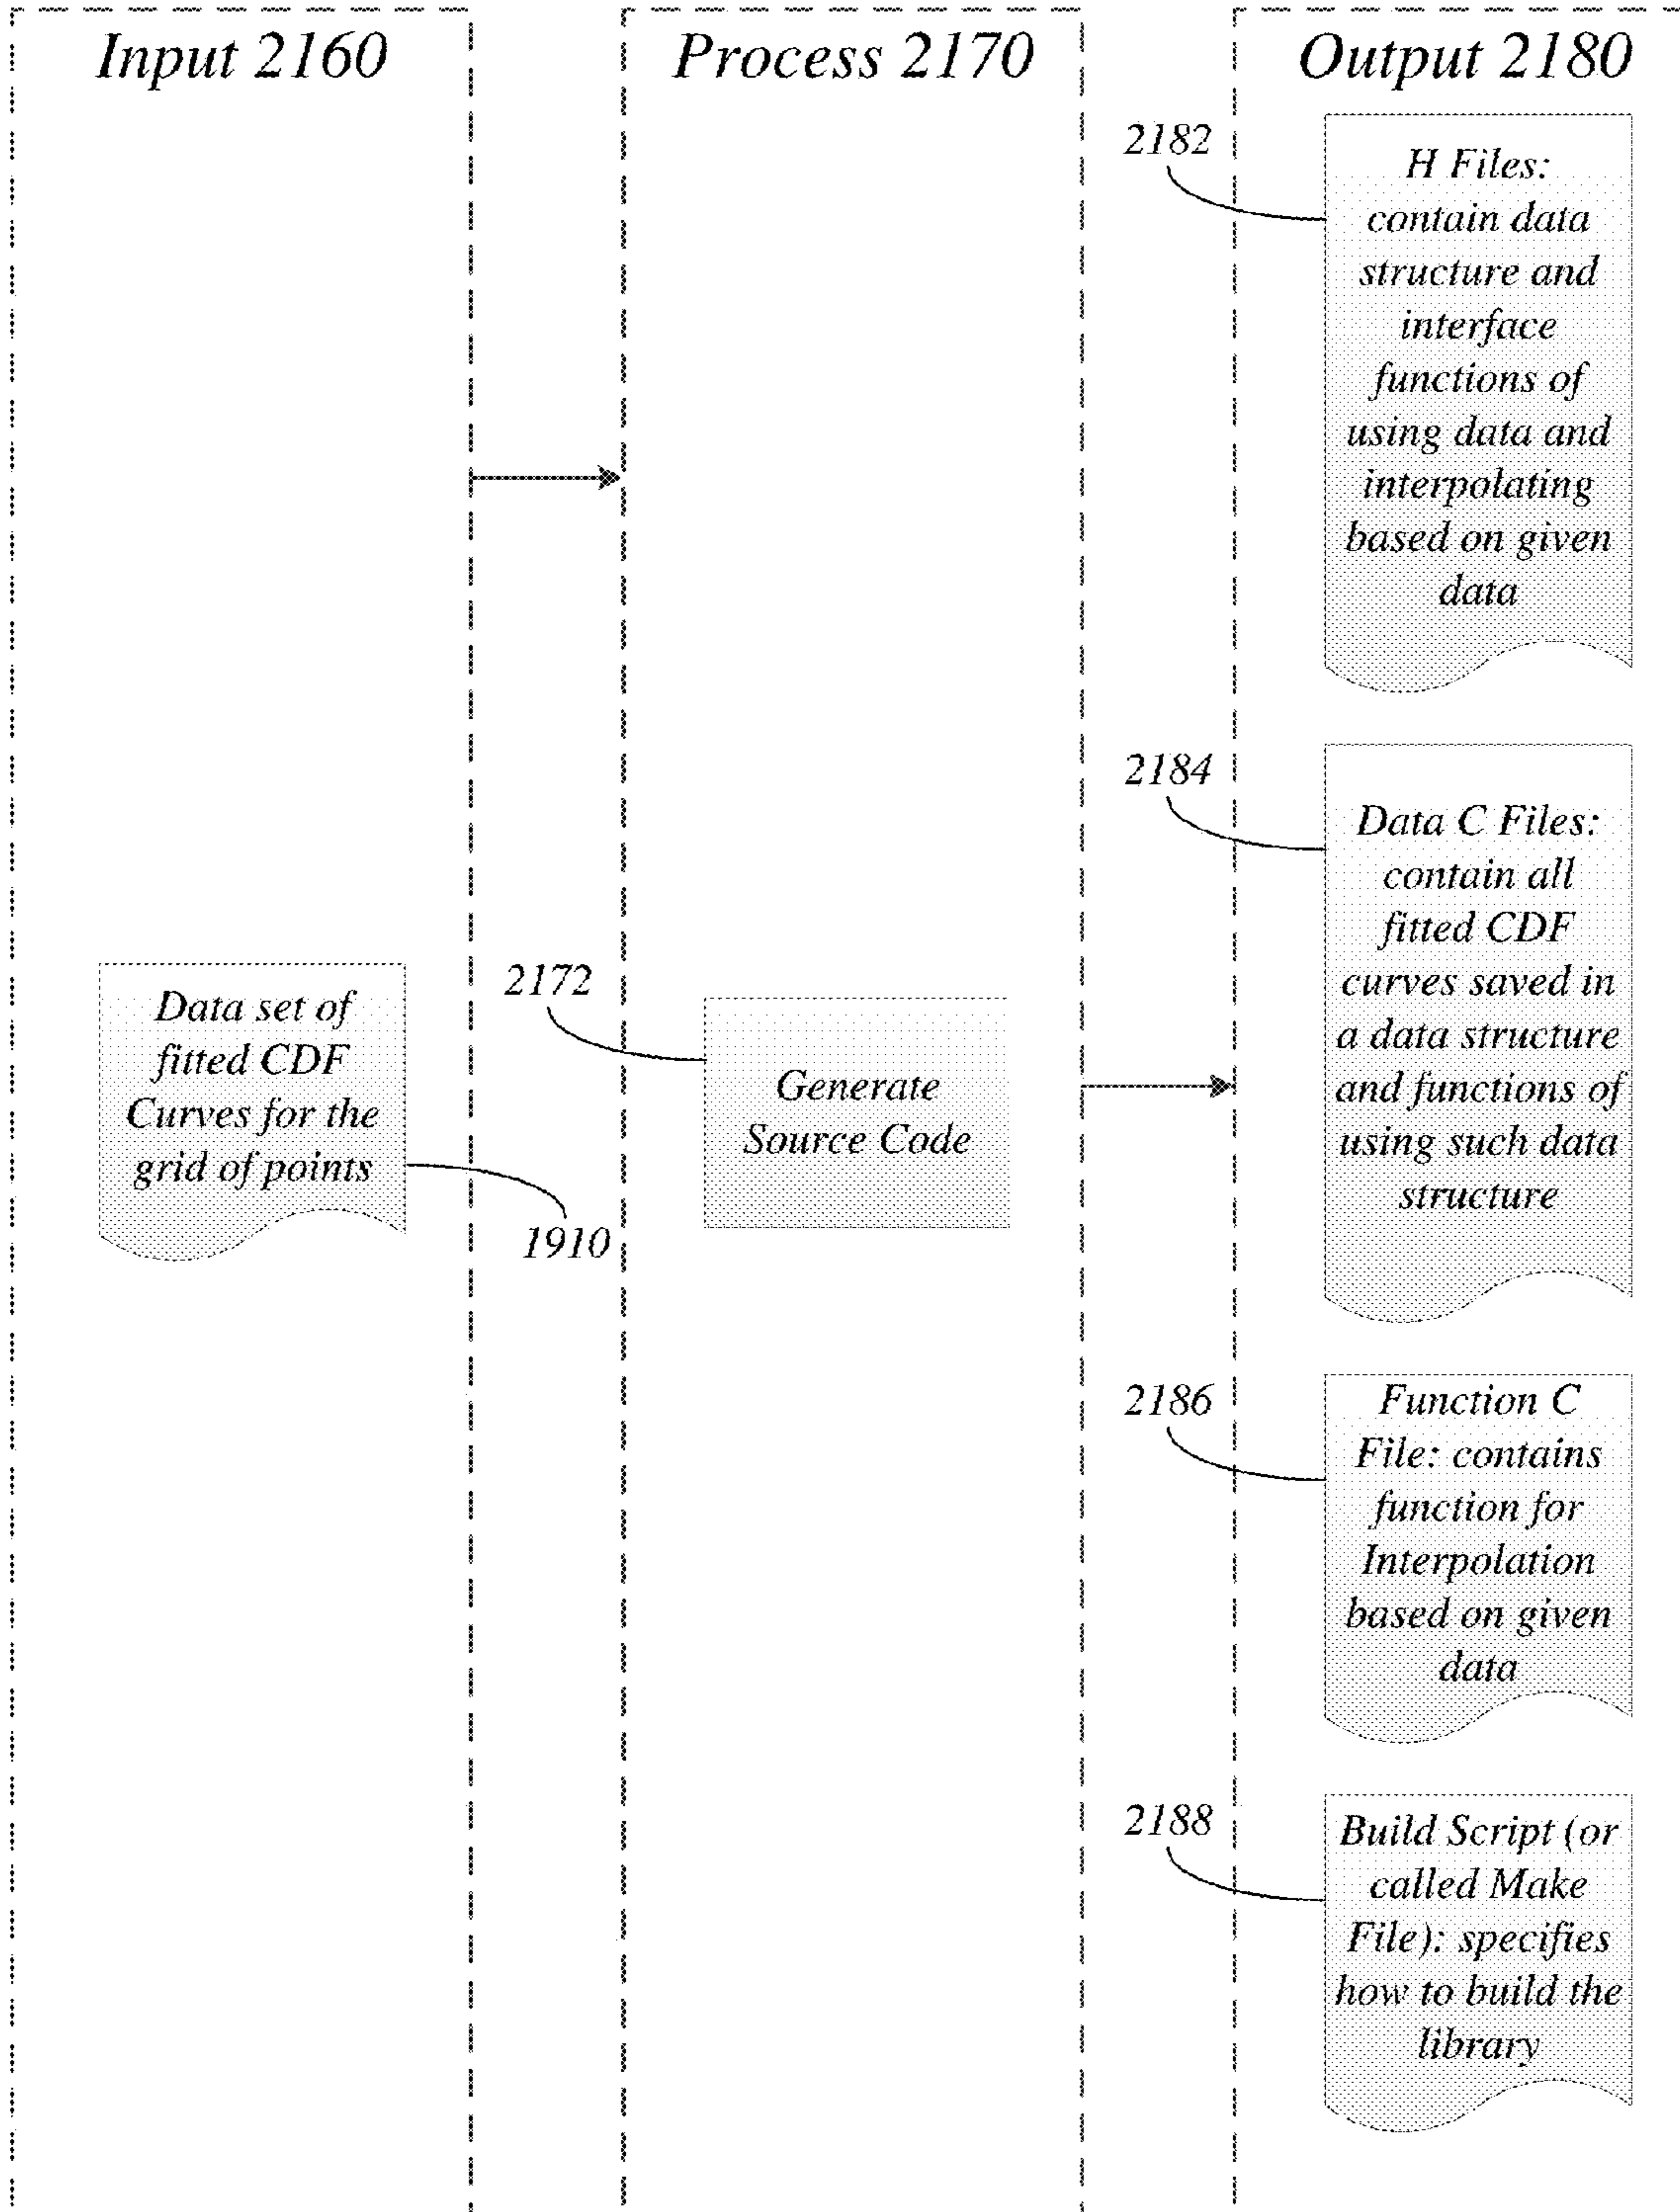 Input 2160
Process 2170
Output 2180
2182
H Files:
contain data
structure and
interface
functions of
using data and
interpolating
based on given
data
2184
Data C Files:
contain all
fitted CDF
curves saved in
a data structure
and functions of
using such data
structure
Data set of
fitted CDF
Curves for the
grid of points
1910
2172
Generate
Source Code
2186
Function C
File: contains
function for
Interpolation
based on given
data
2188
Build Script (or
called Make
File): specifies
how to build the
library